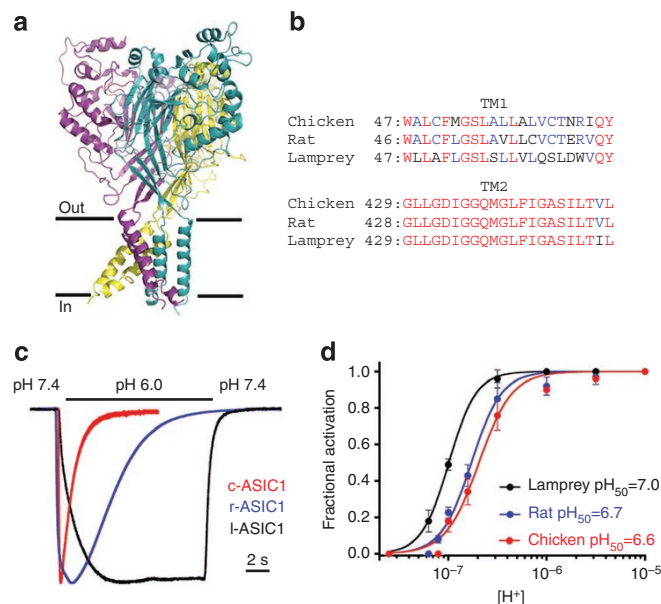 a
Out
In
b
TM1
Chicken 47:WALCFMGSLALLALVCTNRIQY
Rat 46:WALCFLGSLAVLLCVCTERVQY
Lamprey 47:WLLAFLGSLSLLVLQSLDWVQY
TM2
Chicken 429:GLLGDIGGQMGLFIGASILTVL
Rat 428:GLLGDIGGQMGLFIGASILTVL
Lamprey 429:GLLGDIGGQMGLFIGASILTIL
c
pH 7.4 pH 6.0 pH 7.4
c-ASIC1
r-ASIC1
l-ASIC1
2 s
d
Fractional activation
1.0
0.8
0.6
0.4
0.2
0.0
Lamprey pH50=7.0
Rat pH50=6.7
Chicken pH50=6.6
10−7 10−6 10−5
[H+]